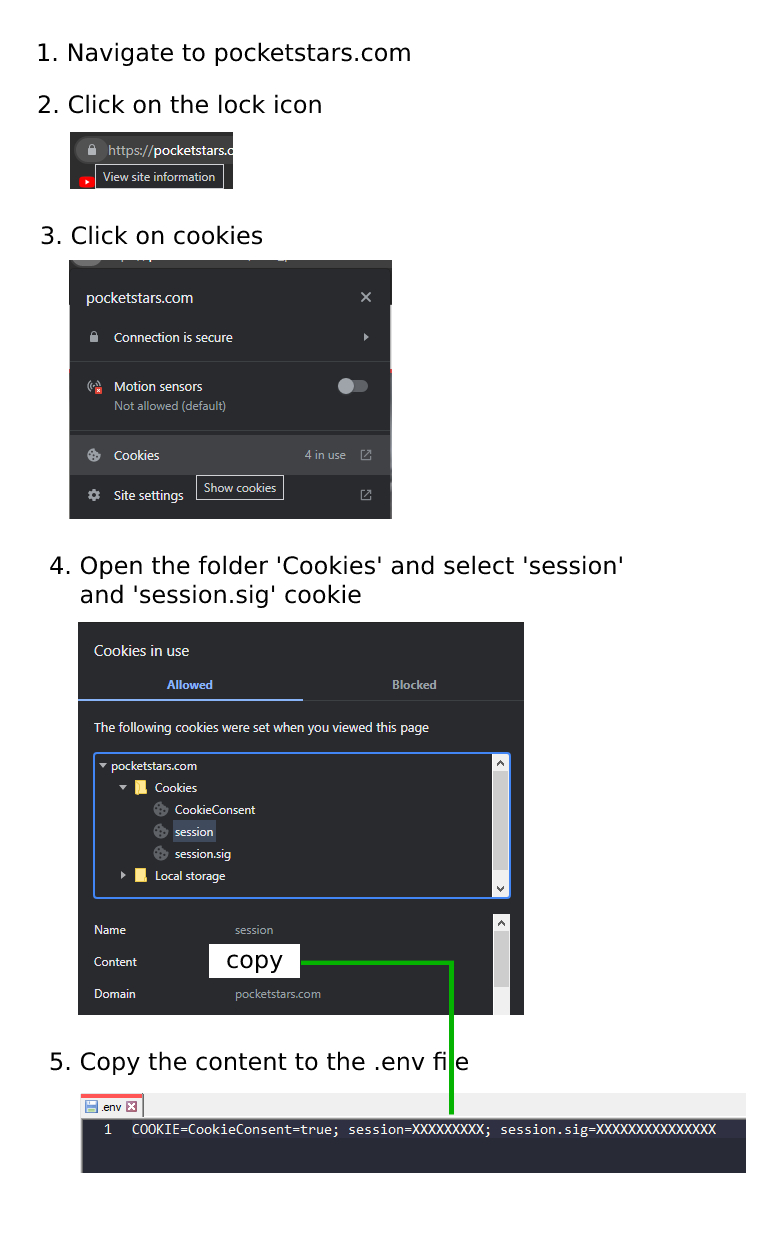 1. Navigate to pocketstars.com
2. Click on the lock icon
https://pocketstars.c
View site information
3. Click on cookies
pocketstars.com
Connection is secure
Motion sensors
Not allowed (default)
Cookies 4 in use
Show cookies
Site settings
4. Open the folder 'Cookies' and select 'session'
and 'session.sig' cookie
Cookies in use
Allowed Blocked
The following cookies were set when you viewed this page
pocketstars.com
Cookies
CookieConsent
session
session.sig
Local storage
Name session
Content copy
Domain pocketstars.com
5. Copy the content to the .env file
.env
1 COOKIE=CookieConsent=true; session=XXXXXXXXX; session.sig=XXXXXXXXXXXXXXX